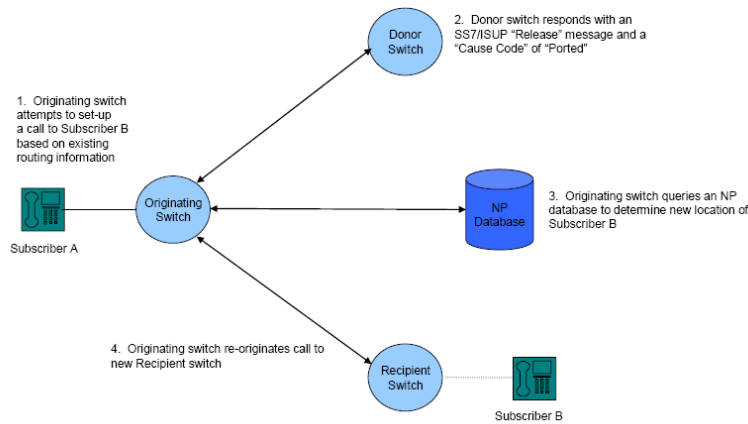 Donor
Switch
2. Donor switch responds with an
SS7/ISUP “Release” message and a
“Cause Code” of “Ported”
1. Originating switch
attempts to set-up
a call to Subscriber B
based on existing
routing information
Originating
Switch
Subscriber A
NP
Database
3. Originating switch queries an NP
database to determine new location of
Subscriber B
4. Originating switch re-originates call to
new Recipient switch
Recipient
Switch
Subscriber B